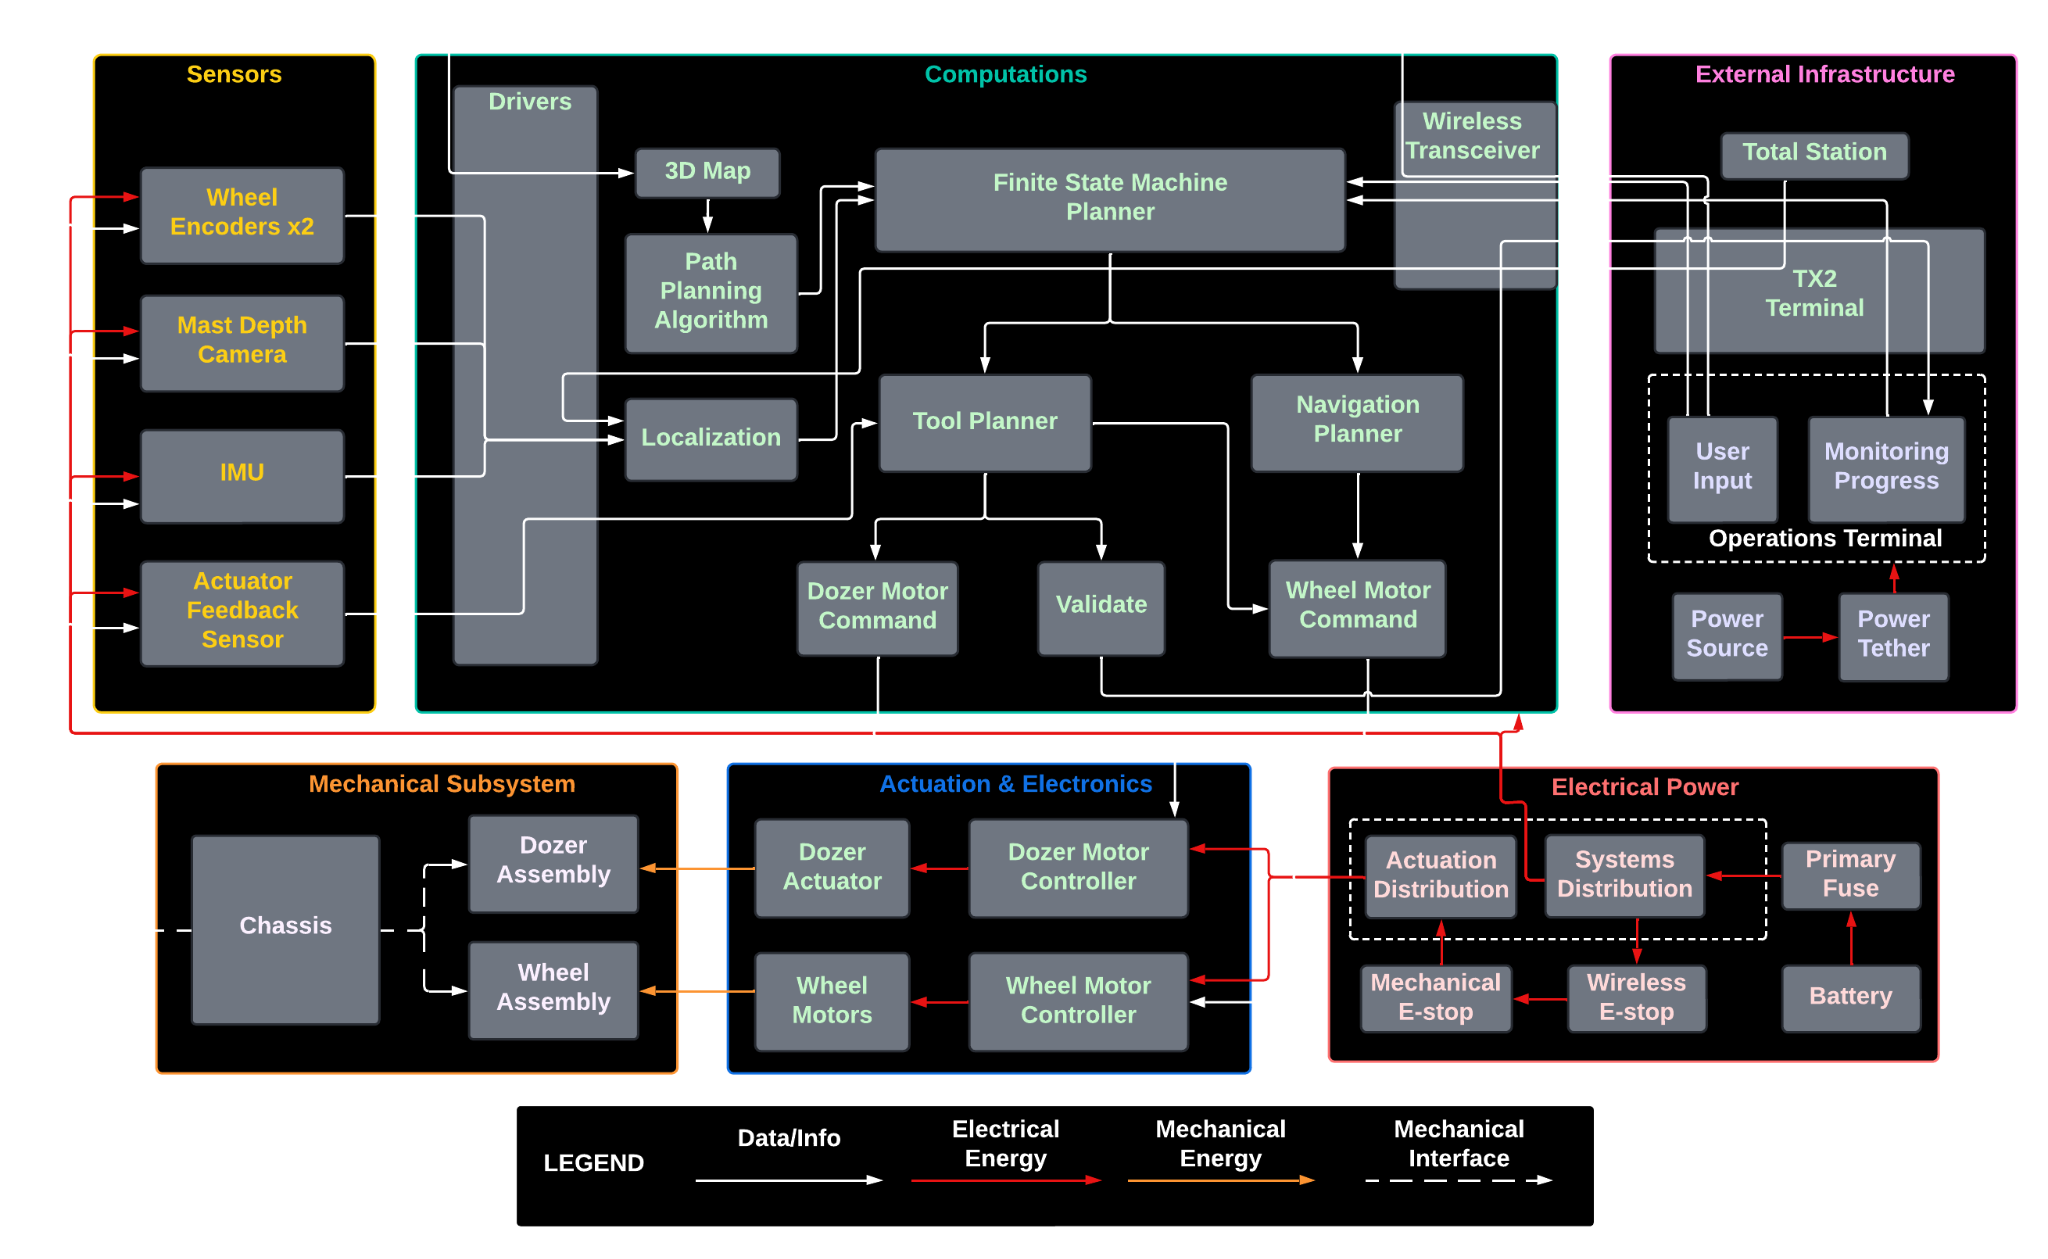 Sensors
Wheel
Encoders x2
Mast Depth
Camera
IMU
Actuator
Feedback
Sensor
Computations
Drivers
3D Map
Path
Planning
Algorithm
Localization
Finite State Machine
Planner
Wireless
Transceiver
Tool Planner
Navigation
Planner
Dozer Motor
Command
Validate
Wheel Motor
Command
External Infrastructure
Total Station
TX2
Terminal
User
Input
Monitoring
Progress
Operations Terminal
Power
Source
Power
Tether
Mechanical Subsystem
Chassis
Dozer
Assembly
Wheel
Assembly
Actuation & Electronics
Dozer
Actuator
Dozer Motor
Controller
Wheel
Motors
Wheel Motor
Controller
Electrical Power
Actuation
Distribution
Systems
Distribution
Primary
Fuse
Mechanical
E-stop
Wireless
E-stop
Battery
LEGEND
Data/Info
Electrical
Energy
Mechanical
Energy
Mechanical
Interface